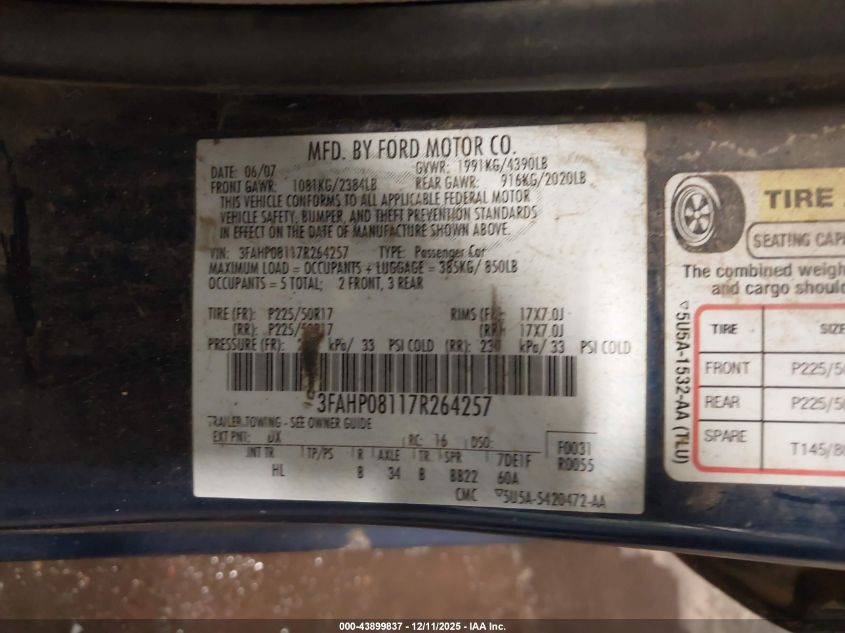 MFD. BY FORD MOTOR CO.
DATE: 06/07 GVWR: 1991KG/4390LB
FRONT GAWR: 1081KG/2384LB REAR GAWR: 916KG/2020LB
THIS VEHICLE CONFORMS TO ALL APPLICABLE FEDERAL MOTOR
VEHICLE SAFETY, BUMPER, AND THEFT PREVENTION STANDARDS
IN EFFECT ON THE DATE OF MANUFACTURE SHOWN ABOVE.
VIN: 3FAHP08117R264257 TYPE: Passenger Car
MAXIMUM LOAD = OCCUPANTS + LUGGAGE = 385KG/ 850LB
OCCUPANTS = 5 TOTAL: 2 FRONT, 3 REAR
TIRE (FR): P225/50R17 RIMS (FR): 17X7.0J
(RR): P225/50R17 (RR): 17X7.0J
PRESSURE (FR): kPa/ 33 PSI COLD (RR): 230 kPa/ 33 PSI COLD
3FAHP08117R264257
TRAILER TOWING - SEE OWNER GUIDE
EXT PNT: DX RC: 16 DSO: F0031
INT TR TP/PS R AXLE TR SPR 7DE1F R0055
HL B 34 B BB22 60A
CMC 5U5A-5420472-AA
5U5A-1532-AA (TLU)
TIRE
SEATING CAP
The combined weigh
and cargo shoul
TIRE SIZE
FRONT P225/50
REAR P225/5
SPARE T145/8
000-43899837 - 12/11/2025 - IAA Inc.